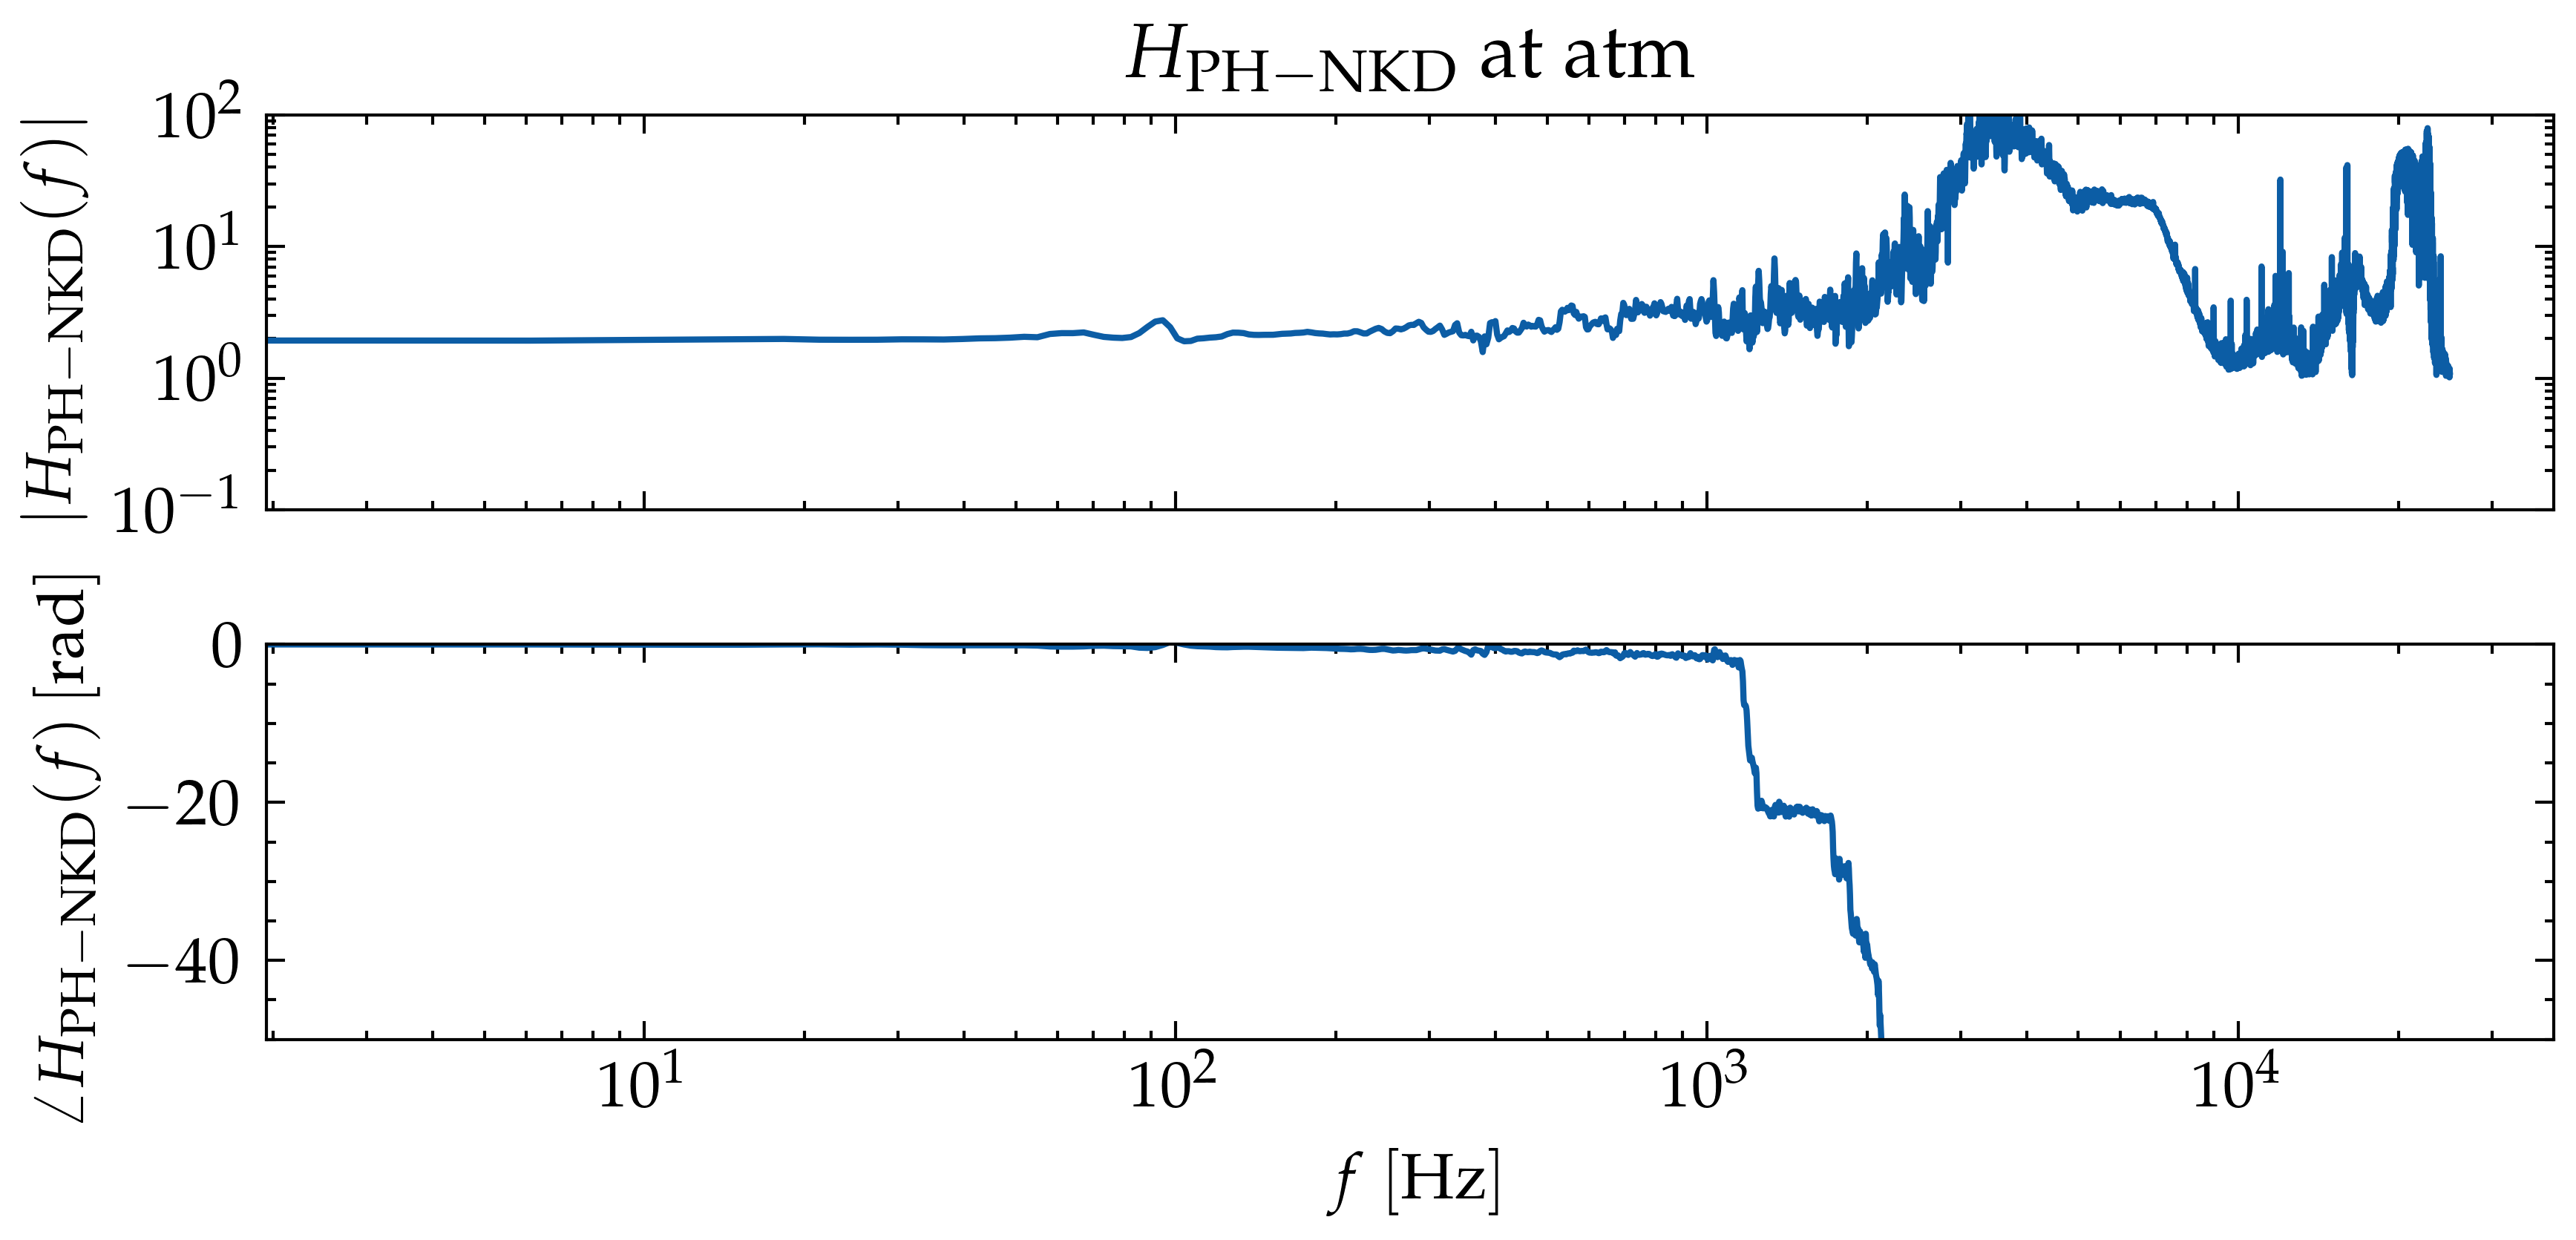 H_PH−NKD at atm
|H_PH−NKD(f)|
10^2
10^1
10^0
10^−1
∠H_PH−NKD(f) [rad]
0
−20
−40
10^1 10^2 10^3 10^4
f [Hz]